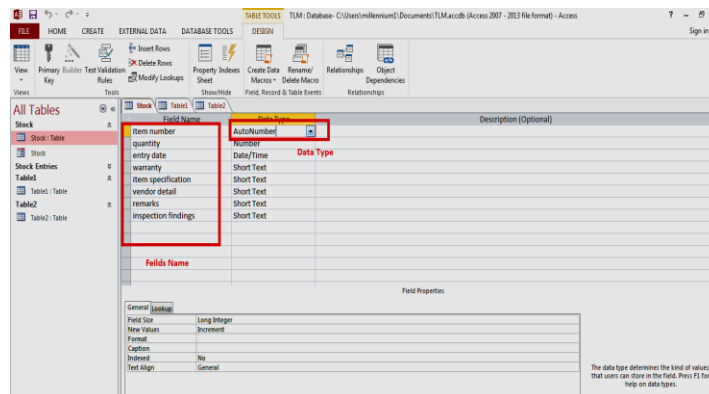 TABLE TOOLS TLM : Database- C:\Users\millennium1\Documents\TLM.accdb (Access 2007 - 2013 file format) - Access
FILE HOME CREATE EXTERNAL DATA DATABASE TOOLS DESIGN Sign in
View Primary Key Builder Test Validation Rules Insert Rows Delete Rows Modify Lookups Property Sheet Indexes Create Data Macros Rename/ Delete Macro Relationships Object Dependencies
Views Tools Show/Hide Field, Record & Table Events Relationships
All Tables
Stock Table1 Table2
Field Name Data Type Description (Optional)
Stock
Stock : Table
Stock
Stock Entries
Table1
Table1 : Table
Table2
Table2 : Table
item number AutoNumber
quantity Number
entry date Date/Time
Data Type
warranty Short Text
item specification Short Text
vendor detail Short Text
remarks Short Text
inspection findings Short Text
Feilds Name
Field Properties
General Lookup
Field Size Long Integer
New Values Increment
Format
Caption
Indexed No
Text Align General
The data type determines the kind of values
that users can store in the field. Press F1 for
help on data types.